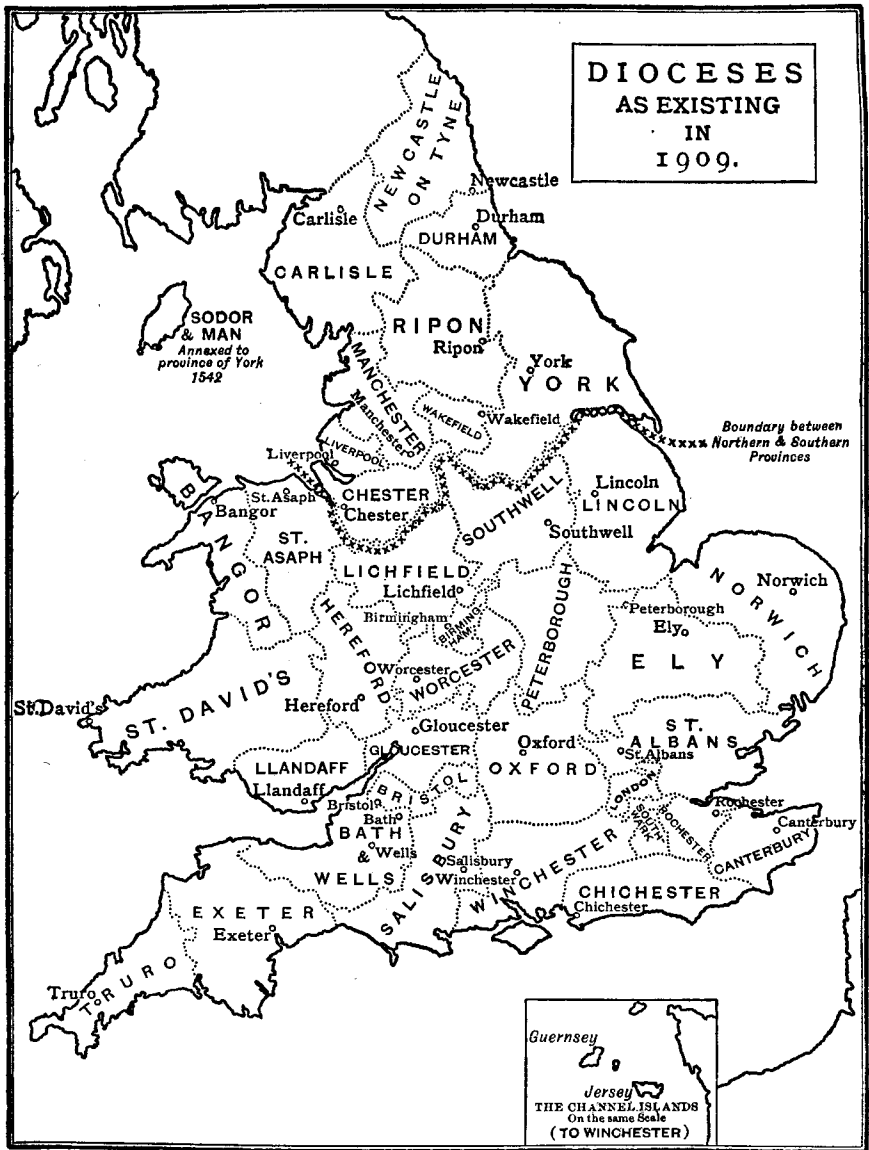 DIOCESES
AS EXISTING
IN
1909.
NEWCASTLE
ON TYNE
Newcastle
Carlisle
Durham
DURHAM
CARLISLE
SODOR
& MAN
Annexed to
province of York
1542
RIPON
Ripon
York
YORK
MANCHESTER
Manchester
WAKEFIELD
Wakefield
Boundary between
Northern & Southern
Provinces
LIVERPOOL
Liverpool
BANGOR
Bangor
St. Asaph
ST.
ASAPH
CHESTER
Chester
SOUTHWELL
Southwell
Lincoln
LINCOLN
LICHFIELD
Lichfield
NORWICH
Norwich
HEREFORD
Hereford
Birmingham
BIRMING-
HAM
PETERBOROUGH
Peterborough
Ely
ELY
Worcester
WORCESTER
St. David's
ST. DAVID'S
Gloucester
GLOUCESTER
Oxford
OXFORD
ST.
ALBANS
St. Albans
LLANDAFF
Llandaff
BRISTOL
Bristol
Bath
BATH
&
WELLS
Wells
LONDON
SOUTH
WARK
Rochester
ROCHESTER
Canterbury
CANTERBURY
SALISBURY
Salisbury
Winchester
WINCHESTER
CHICHESTER
Chichester
EXETER
Exeter
Truro
TRURO
Guernsey
Jersey
THE CHANNEL ISLANDS
On the same Scale
(TO WINCHESTER)